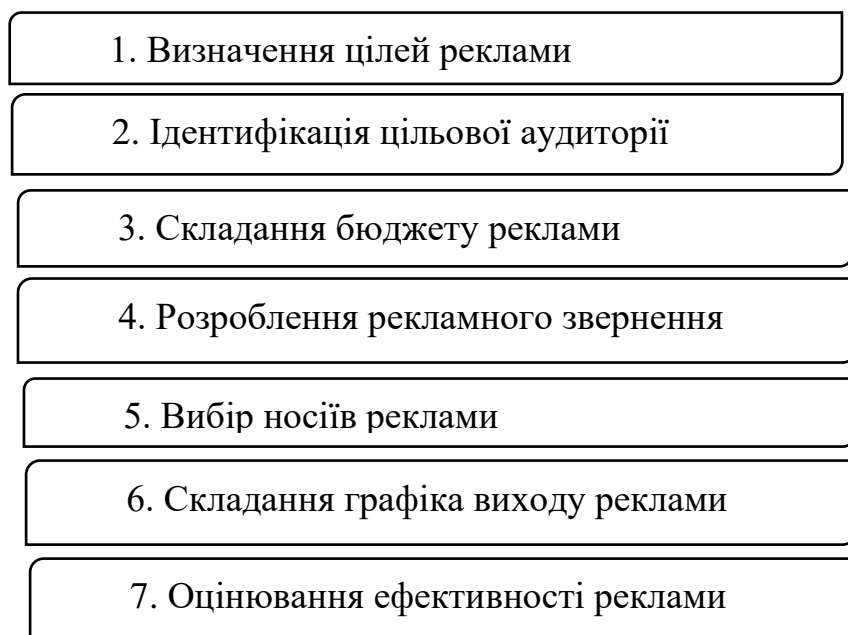 1. Визначення цілей реклами
2. Ідентифікація цільової аудиторії
3. Складання бюджету реклами
4. Розроблення рекламного звернення
5. Вибір носіїв реклами
6. Складання графіка виходу реклами
7. Оцінювання ефективності реклами